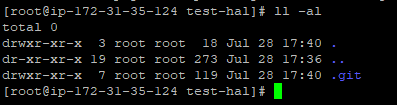 [root@ip-172-31-35-124 test-hal]# ll -al
total 0
drwxr-xr-x  3 root root  18 Jul 28 17:40 .
dr-xr-xr-x 19 root root 273 Jul 28 17:36 ..
drwxr-xr-x  7 root root 119 Jul 28 17:40 .git
[root@ip-172-31-35-124 test-hal]#